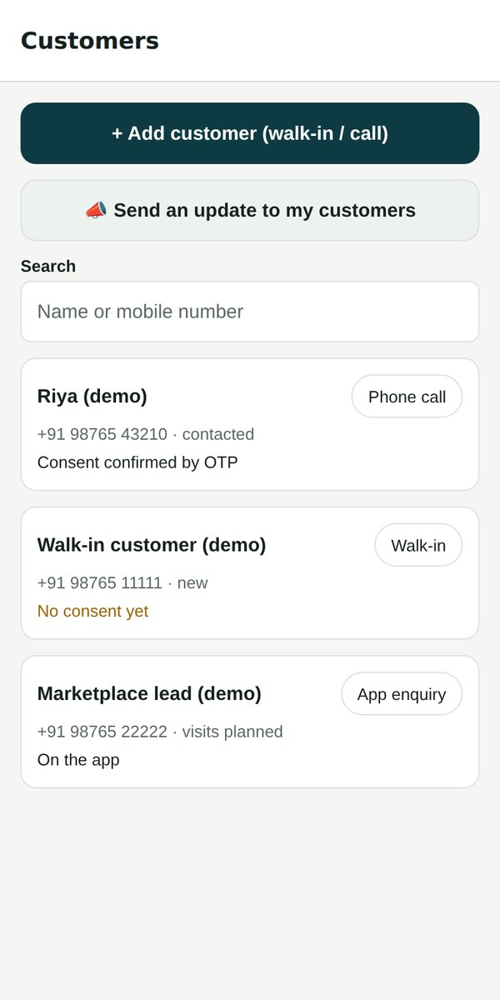 Customers
+ Add customer (walk-in / call)
📣 Send an update to my customers
Search
Name or mobile number
Riya (demo)
Phone call
+91 98765 43210 · contacted
Consent confirmed by OTP
Walk-in customer (demo)
Walk-in
+91 98765 11111 · new
No consent yet
Marketplace lead (demo)
App enquiry
+91 98765 22222 · visits planned
On the app